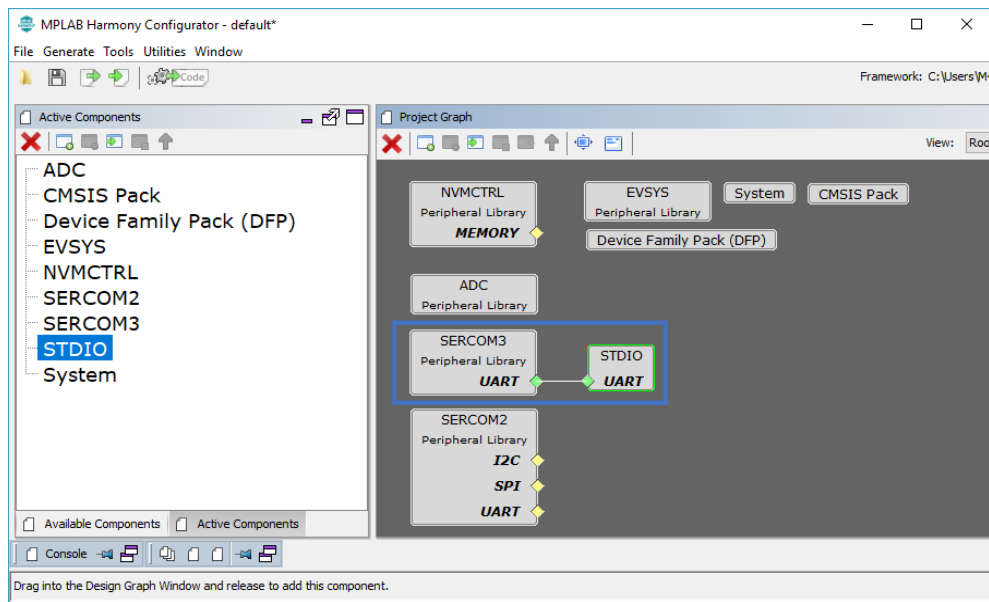 MPLAB Harmony Configurator - default*
File Generate Tools Utilities Window
Code
Framework: C:\Users\M
Active Components
ADC
CMSIS Pack
Device Family Pack (DFP)
EVSYS
NVMCTRL
SERCOM2
SERCOM3
STDIO
System
Available Components
Active Components
Project Graph
View: Roo
NVMCTRL
Peripheral Library
MEMORY
EVSYS
Peripheral Library
System
CMSIS Pack
Device Family Pack (DFP)
ADC
Peripheral Library
SERCOM3
Peripheral Library
UART
STDIO
UART
SERCOM2
Peripheral Library
I2C
SPI
UART
Console
Drag into the Design Graph Window and release to add this component.